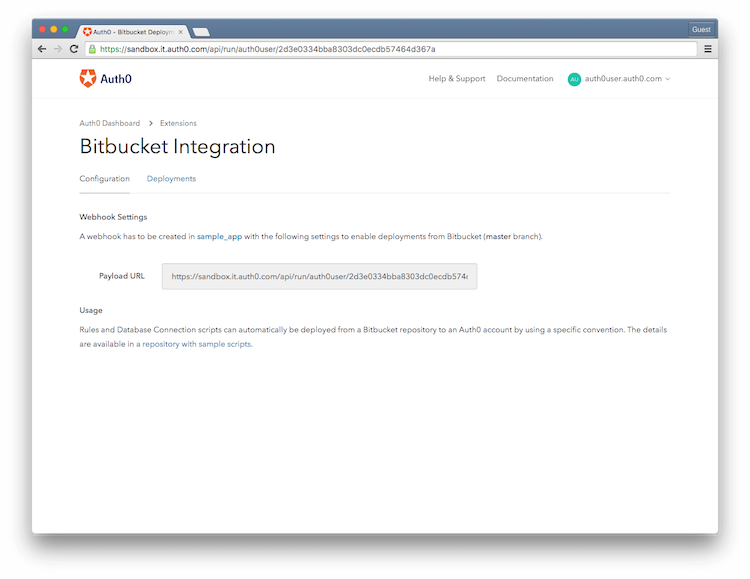 Auth0 - Bitbucket Deploym
Guest
https://sandbox.it.auth0.com/api/run/auth0user/2d3e0334bba8303dc0ecdb57464d367a
Auth0
Help & Support
Documentation
AU
auth0user.auth0.com
Auth0 Dashboard > Extensions
Bitbucket Integration
Configuration
Deployments
Webhook Settings
A webhook has to be created in sample_app with the following settings to enable deployments from Bitbucket (master branch).
Payload URL
https://sandbox.it.auth0.com/api/run/auth0user/2d3e0334bba8303dc0ecdb574
Usage
Rules and Database Connection scripts can automatically be deployed from a Bitbucket repository to an Auth0 account by using a specific convention. The details
are available in a repository with sample scripts.